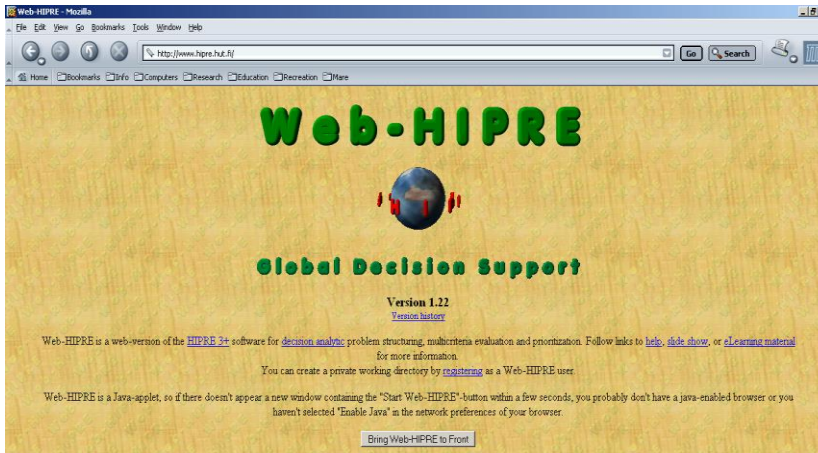 Web-HIPRE - Mozilla
File Edit View Go Bookmarks Tools Window Help
http://www.hipre.hut.fi/ Go Search
Home Bookmarks Info Computers Research Education Recreation Mare
Web-HIPRE
Global Decision Support
Version 1.22
Version history
Web-HIPRE is a web-version of the HIPRE 3+ software for decision analytic problem structuring, multicriteria evaluation and prioritization. Follow links to help, slide show, or eLearning material
for more information.
You can create a private working directory by registering as a Web-HIPRE user.
Web-HIPRE is a Java-applet, so if there doesn't appear a new window containing the "Start Web-HIPRE"-button within a few seconds, you probably don't have a java-enabled browser or you
haven't selected "Enable Java" in the network preferences of your browser.
Bring Web-HIPRE to Front